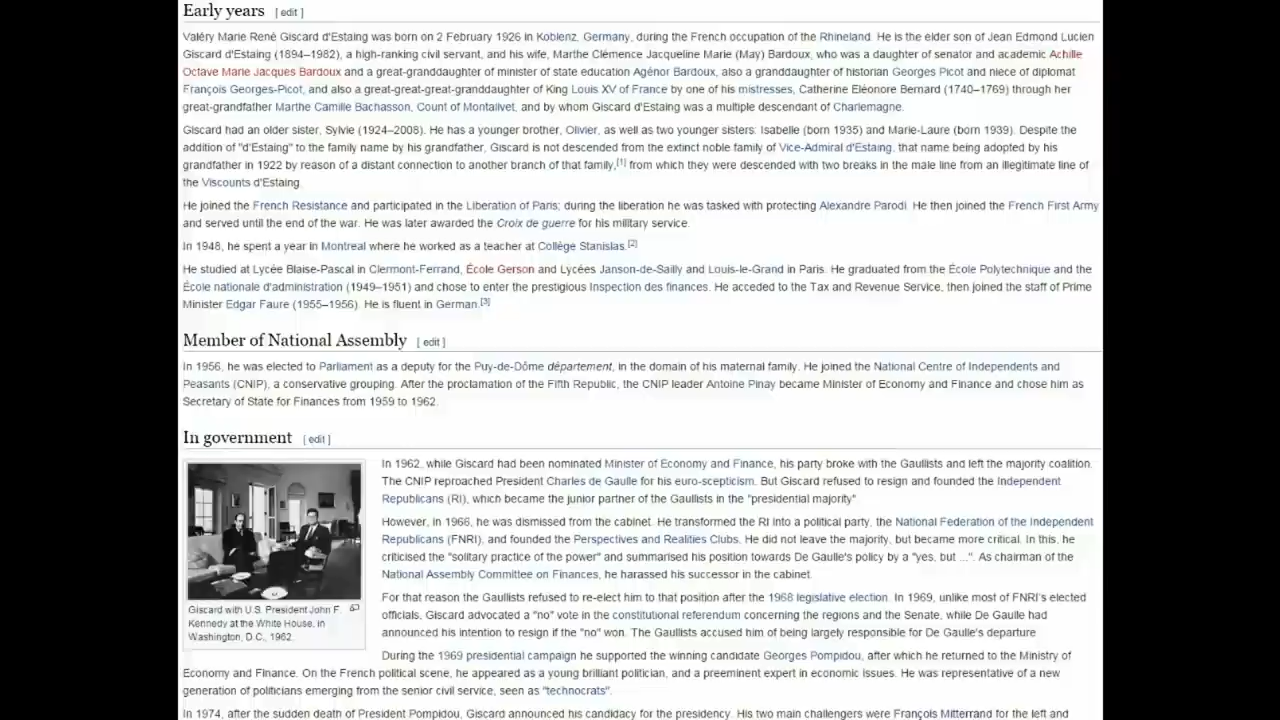 Early years [ edit ]
Valéry Marie René Giscard d'Estaing was born on 2 February 1926 in Koblenz, Germany, during the French occupation of the Rhineland. He is the elder son of Jean Edmond Lucien
Giscard d'Estaing (1894–1982), a high-ranking civil servant, and his wife, Marthe Clémence Jacqueline Marie (May) Bardoux, who was a daughter of senator and academic Achille
Octave Marie Jacques Bardoux and a great-granddaughter of minister of state education Agénor Bardoux, also a granddaughter of historian Georges Picot and niece of diplomat
François Georges-Picot, and also a great-great-great-granddaughter of King Louis XV of France by one of his mistresses, Catherine Eléonore Bernard (1740–1769) through her
great-grandfather Marthe Camille Bachasson, Count of Montalivet, and by whom Giscard d'Estaing was a multiple descendant of Charlemagne.
Giscard had an older sister, Sylvie (1924–2008). He has a younger brother, Olivier, as well as two younger sisters: Isabelle (born 1935) and Marie-Laure (born 1939). Despite the
addition of "d'Estaing" to the family name by his grandfather, Giscard is not descended from the extinct noble family of Vice-Admiral d'Estaing, that name being adopted by his
grandfather in 1922 by reason of a distant connection to another branch of that family,[1] from which they were descended with two breaks in the male line from an illegitimate line of
the Viscounts d'Estaing.
He joined the French Resistance and participated in the Liberation of Paris; during the liberation he was tasked with protecting Alexandre Parodi. He then joined the French First Army
and served until the end of the war. He was later awarded the Croix de guerre for his military service.
In 1948, he spent a year in Montreal where he worked as a teacher at Collège Stanislas.[2]
He studied at Lycée Blaise-Pascal in Clermont-Ferrand, École Gerson and Lycées Janson-de-Sailly and Louis-le-Grand in Paris. He graduated from the École Polytechnique and the
École nationale d'administration (1949–1951) and chose to enter the prestigious Inspection des finances. He acceded to the Tax and Revenue Service, then joined the staff of Prime
Minister Edgar Faure (1955–1956). He is fluent in German.[3]
Member of National Assembly [ edit ]
In 1956, he was elected to Parliament as a deputy for the Puy-de-Dôme département, in the domain of his maternal family. He joined the National Centre of Independents and
Peasants (CNIP), a conservative grouping. After the proclamation of the Fifth Republic, the CNIP leader Antoine Pinay became Minister of Economy and Finance and chose him as
Secretary of State for Finances from 1959 to 1962.
In government [ edit ]
In 1962, while Giscard had been nominated Minister of Economy and Finance, his party broke with the Gaullists and left the majority coalition.
The CNIP reproached President Charles de Gaulle for his euro-scepticism. But Giscard refused to resign and founded the Independent
Republicans (RI), which became the junior partner of the Gaullists in the "presidential majority"
However, in 1966, he was dismissed from the cabinet. He transformed the RI into a political party, the National Federation of the Independent
Republicans (FNRI), and founded the Perspectives and Realities Clubs. He did not leave the majority, but became more critical. In this, he
criticised the "solitary practice of the power" and summarised his position towards De Gaulle's policy by a "yes, but ...". As chairman of the
National Assembly Committee on Finances, he harassed his successor in the cabinet.
For that reason the Gaullists refused to re-elect him to that position after the 1968 legislative election. In 1969, unlike most of FNRI's elected
officials, Giscard advocated a "no" vote in the constitutional referendum concerning the regions and the Senate, while De Gaulle had
announced his intention to resign if the "no" won. The Gaullists accused him of being largely responsible for De Gaulle's departure
Giscard with U.S. President John F.
Kennedy at the White House, in
Washington, D.C., 1962.
During the 1969 presidential campaign he supported the winning candidate Georges Pompidou, after which he returned to the Ministry of
Economy and Finance. On the French political scene, he appeared as a young brilliant politician, and a preeminent expert in economic issues. He was representative of a new
generation of politicians emerging from the senior civil service, seen as "technocrats".
In 1974, after the sudden death of President Pompidou, Giscard announced his candidacy for the presidency. His two main challengers were François Mitterrand for the left and